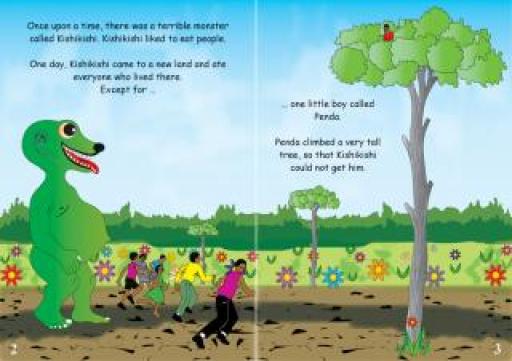 Once upon a time, there was a terrible monster
called Kishikishi. Kishikishi liked to eat people.
One day, Kishikishi came to a new land and ate
everyone who lived there.
Except for ...
2
... one little boy called
Penda.
Penda climbed a very tall
tree, so that Kishikishi
could not get him.
3